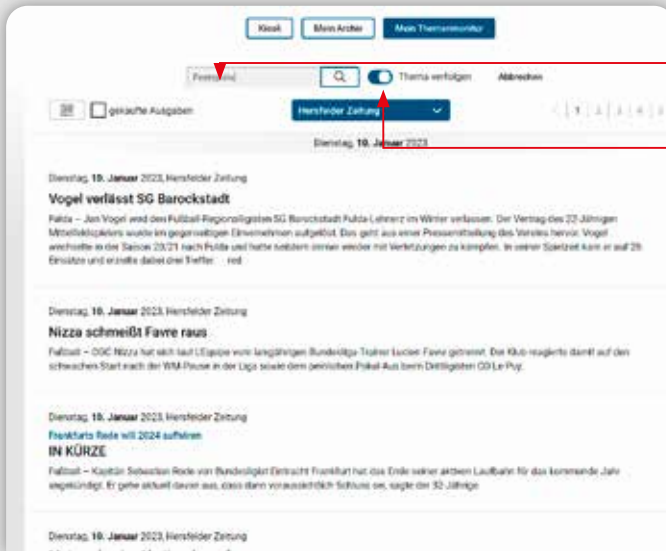 Kiosk Mein Archiv Mein Themenmonitor
Thema verfolgen Abbrechen
gekaufte Ausgaben Hersfelder Zeitung 1 2 3 4
Dienstag, 10. Januar 2023
Dienstag, 10. Januar 2023, Hersfelder Zeitung
Vogel verlässt SG Barockstadt
Fulda – Jan Vogel wird den Fußball-Regionalligisten SG Barockstadt Fulda-Lehnerz im Winter verlassen. Der Vertrag des 22-Jährigen
Mittelfeldspielers wurde im gegenseitigen Einvernehmen aufgelöst. Das geht aus einer Pressemitteilung des Vereins hervor. Vogel
wechselte in der Saison 20/21 nach Fulda und hatte seitdem immer wieder mit Verletzungen zu kämpfen. In seiner Spielzeit kam er auf 25
Einsätze und erzielte dabei drei Treffer. red
Dienstag, 10. Januar 2023, Hersfelder Zeitung
Nizza schmeißt Favre raus
Fußball – OGC Nizza hat sich laut L'Equipe vom langjährigen Bundesliga-Trainer Lucien Favre getrennt. Der Klub reagierte damit auf den
schwachen Start nach der WM-Pause in der Liga sowie dem peinlichen Pokal-Aus beim Drittligisten CO Le Puy.
Dienstag, 10. Januar 2023, Hersfelder Zeitung
Frankfurts Rode will 2024 aufhören
IN KÜRZE
Fußball – Kapitän Sebastian Rode von Bundesligist Eintracht Frankfurt hat das Ende seiner aktiven Laufbahn für das kommende Jahr
angekündigt. Er gehe aktuell davon aus, dass dann voraussichtlich Schluss sei, sagte der 32-Jährige.
Dienstag, 10. Januar 2023, Hersfelder Zeitung